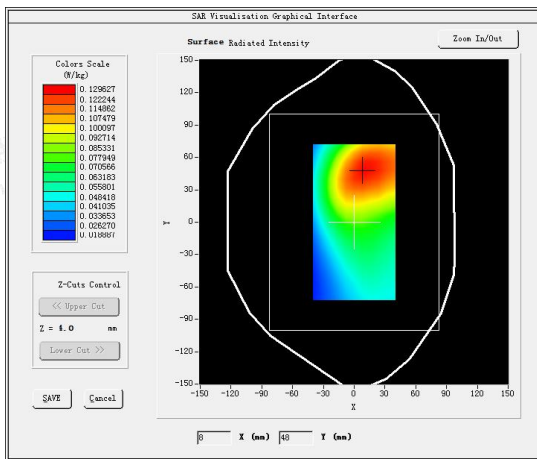 SAR Visualisation Graphical Interface
Surface Radiated Intensity
Zoom In/Out
Colors Scale
(W/kg)
0.129627
0.122244
0.114862
0.107479
0.100097
0.092714
0.085331
0.077949
0.070566
0.063183
0.055801
0.048418
0.041035
0.033653
0.026270
0.018887
Z-Cuts Control
<< Upper Cut
Z = 4.0 mm
Lower Cut >>
SAVE Cancel
150
120
90
60
30
0
-30
-60
-90
-120
-150
Y
-150 -120 -90 -60 -30 0 30 60 90 120 150
X
8 X (mm) 48 Y (mm)